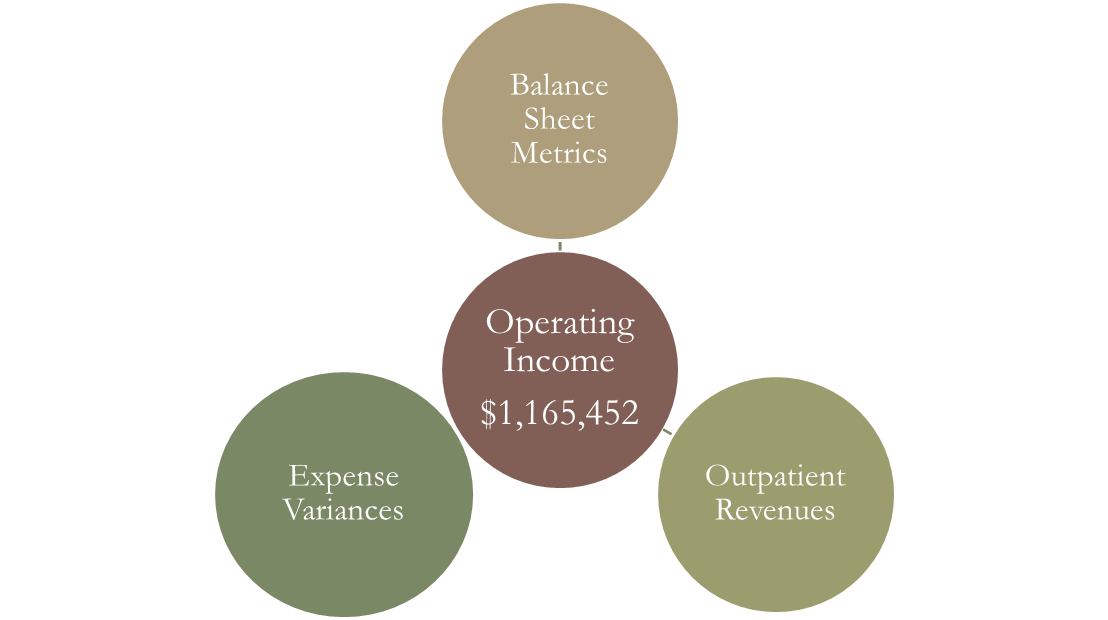 Balance
Sheet
Metrics
Operating
Income
$1,165,452
Expense
Variances
Outpatient
Revenues